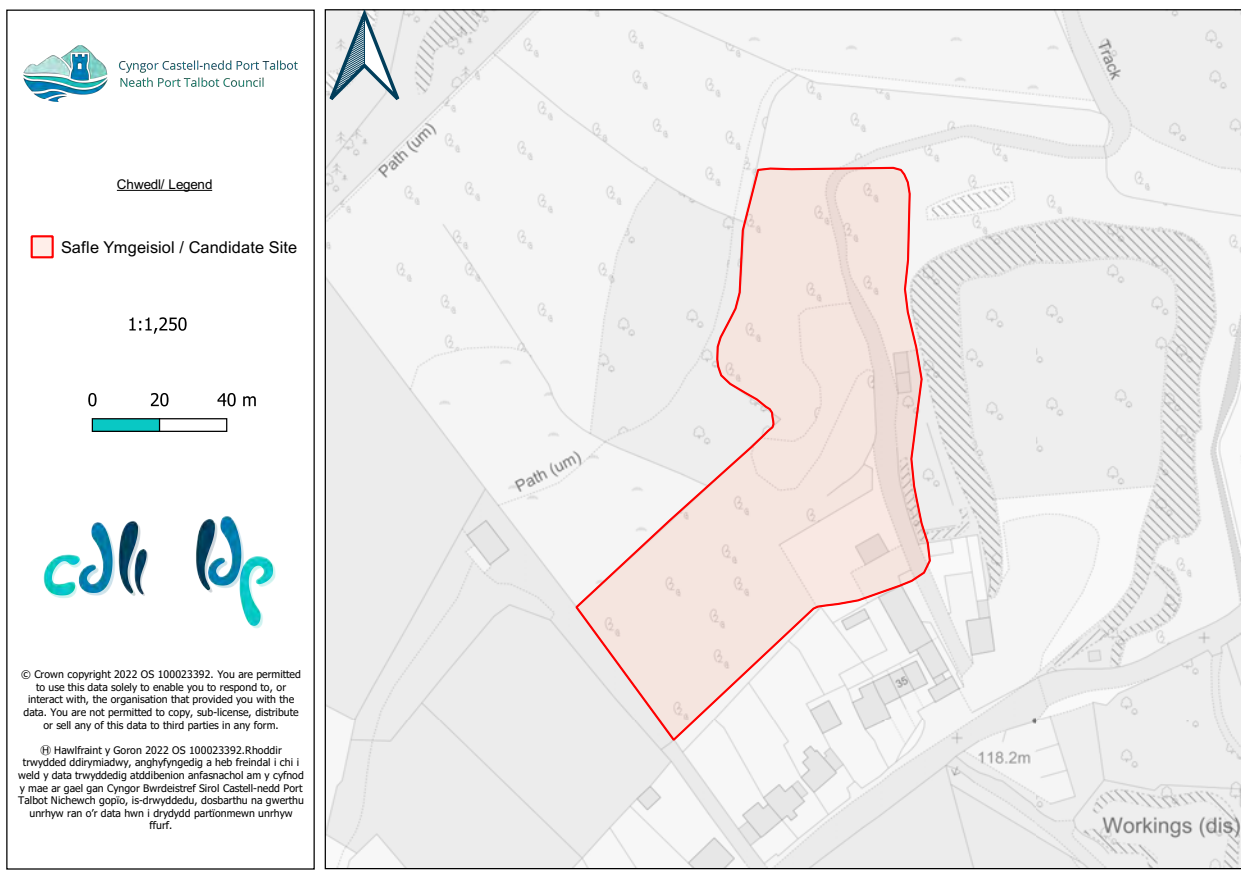 Cyngor Castell-nedd Port Talbot
Neath Port Talbot Council
Chwedl/ Legend
Safle Ymgeisiol / Candidate Site
1:1,250
0 20 40 m
cdll ldp
© Crown copyright 2022 OS 100023392. You are permitted
to use this data solely to enable you to respond to, or
interact with, the organisation that provided you with the
data. You are not permitted to copy, sub-license, distribute
or sell any of this data to third parties in any form.
Ⓗ Hawlfraint y Goron 2022 OS 100023392.Rhoddir
trwydded ddirymiadwy, anghyfyngedig a heb freindal i chi i
weld y data trwyddedig atddibenion anfasnachol am y cyfnod
y mae ar gael gan Cyngor Bwrdeistref Sirol Castell-nedd Port
Talbot Nichewch gopïo, is-drwyddedu, dosbarthu na gwerthu
unrhyw ran o'r data hwn i drydydd partïonmewn unrhyw
ffurf.
Track
Path (um)
Path (um)
35
118.2m
Workings (dis)